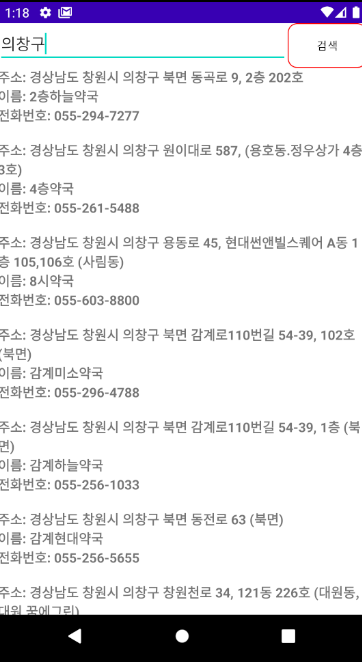 1:18
의창구
검색
주소: 경상남도 창원시 의창구 북면 동곡로 9, 2층 202호
이름: 2층하늘약국
전화번호: 055-294-7277
주소: 경상남도 창원시 의창구 원이대로 587, (용호동.정우상가 4층
3호)
이름: 4층약국
전화번호: 055-261-5488
주소: 경상남도 창원시 의창구 용동로 45, 현대썬앤빌스퀘어 A동 1
층 105,106호 (사림동)
이름: 8시약국
전화번호: 055-603-8800
주소: 경상남도 창원시 의창구 북면 감계로110번길 54-39, 102호
(북면)
이름: 감계미소약국
전화번호: 055-296-4788
주소: 경상남도 창원시 의창구 북면 감계로110번길 54-39, 1층 (북
면)
이름: 감계하늘약국
전화번호: 055-256-1033
주소: 경상남도 창원시 의창구 북면 동전로 63 (북면)
이름: 감계현대약국
전화번호: 055-256-5655
주소: 경상남도 창원시 의창구 창원천로 34, 121동 226호 (대원동,
대원 꿈에그린)